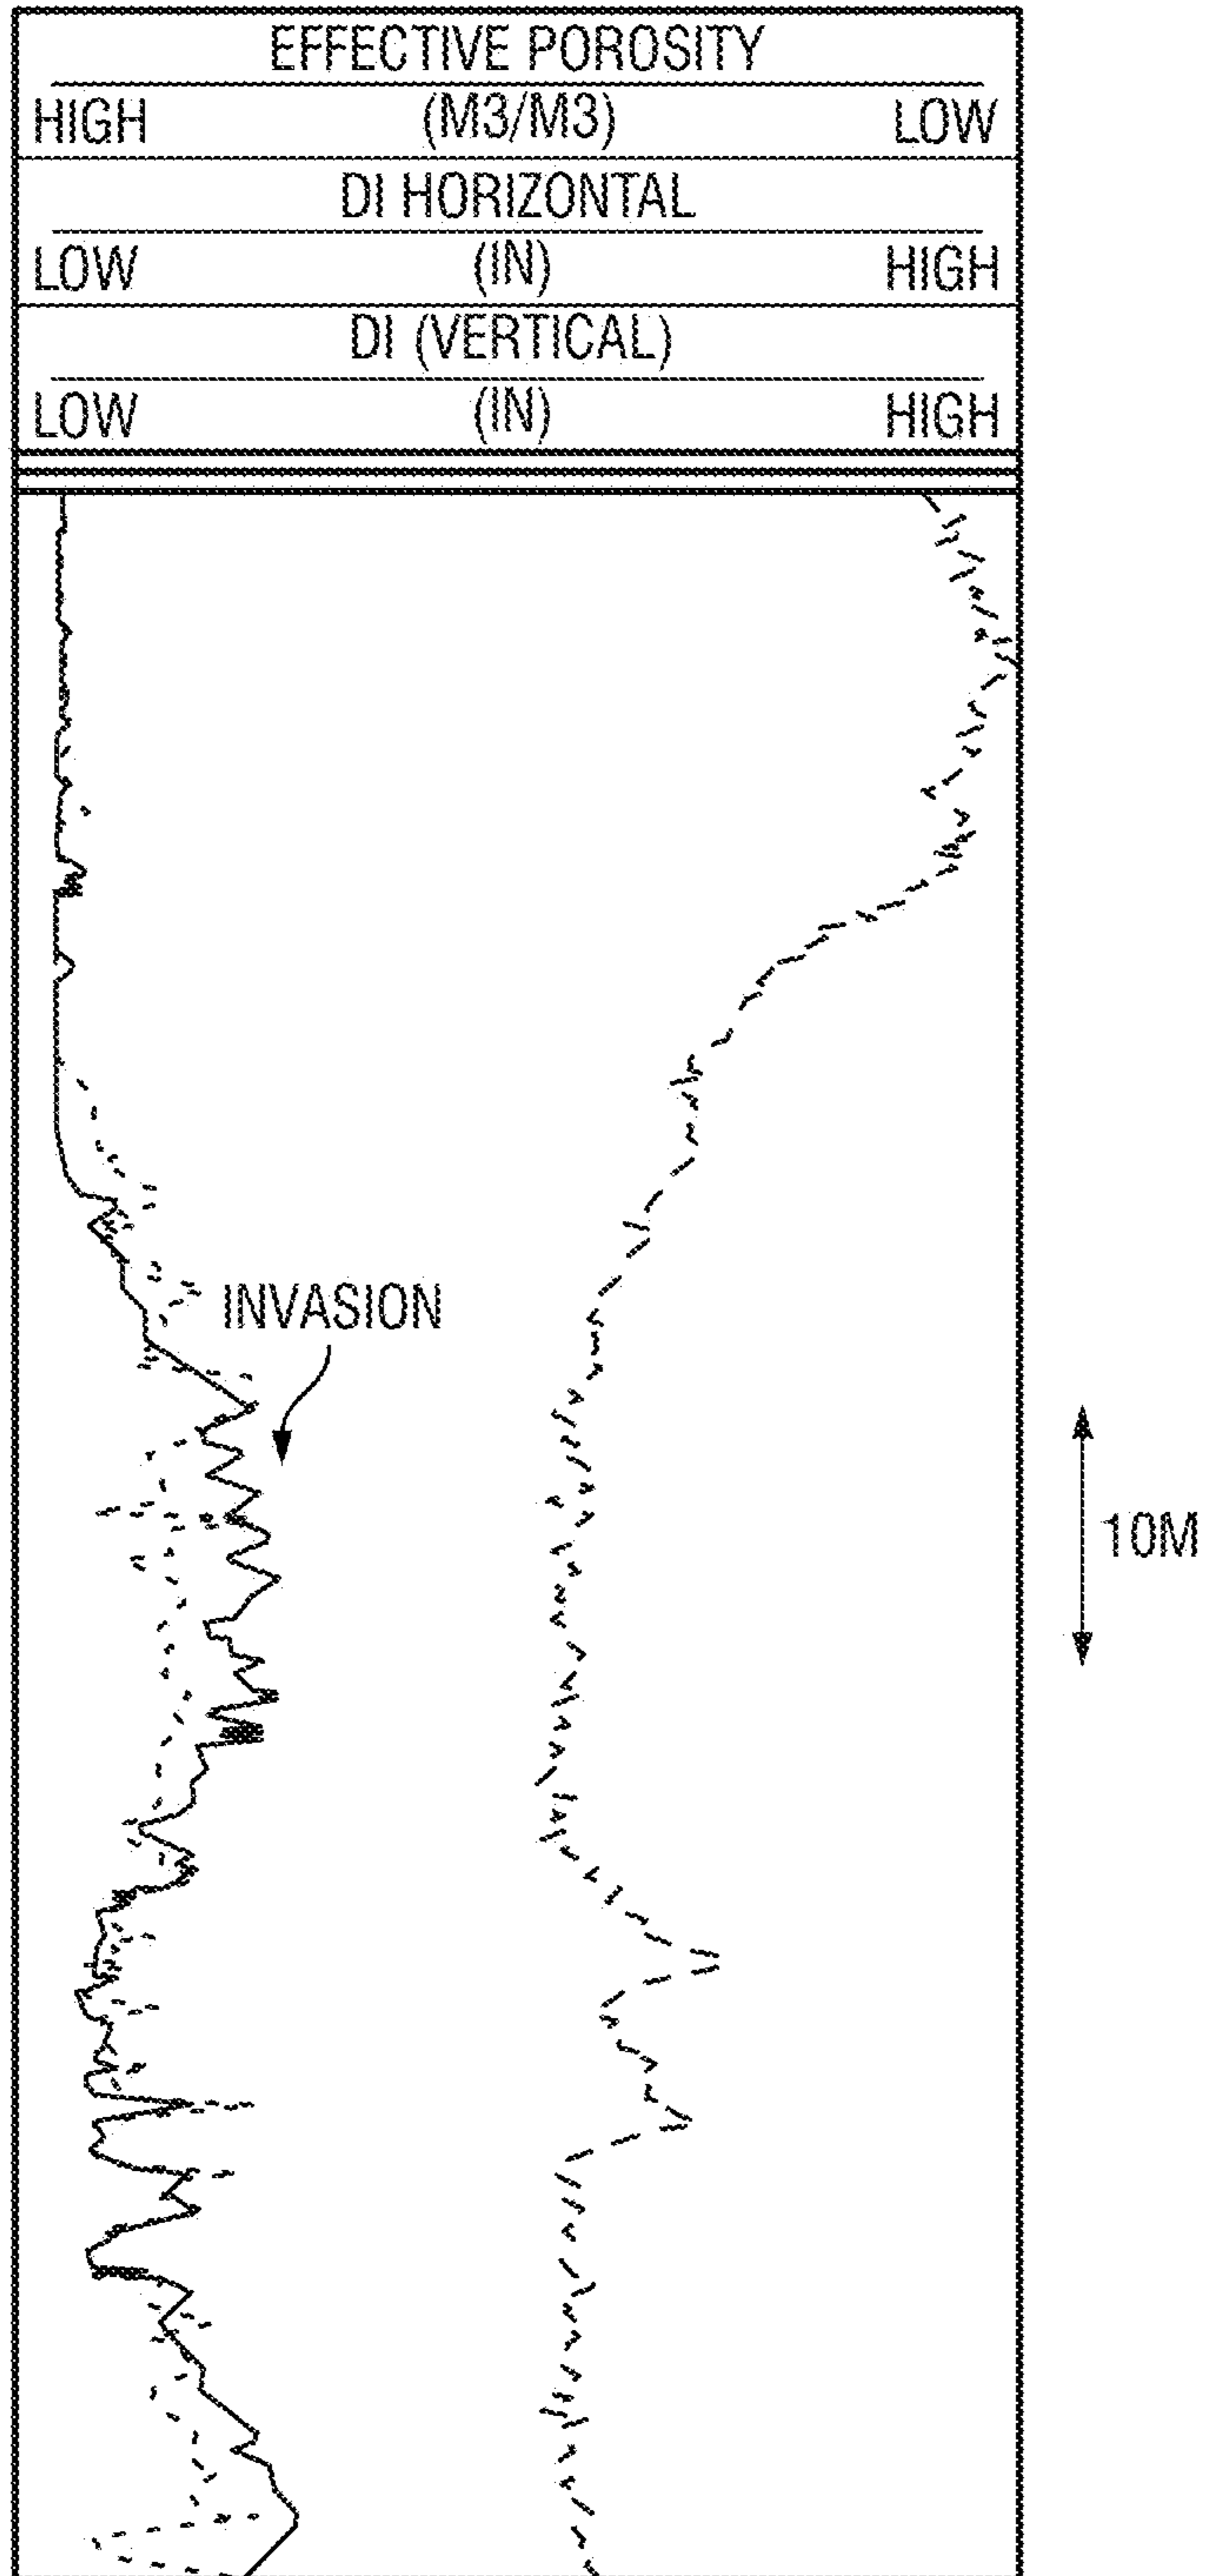 EFFECTIVE POROSITY
HIGH (M3/M3) LOW
DI HORIZONTAL
LOW (IN) HIGH
DI (VERTICAL)
LOW (IN) HIGH
INVASION
10M